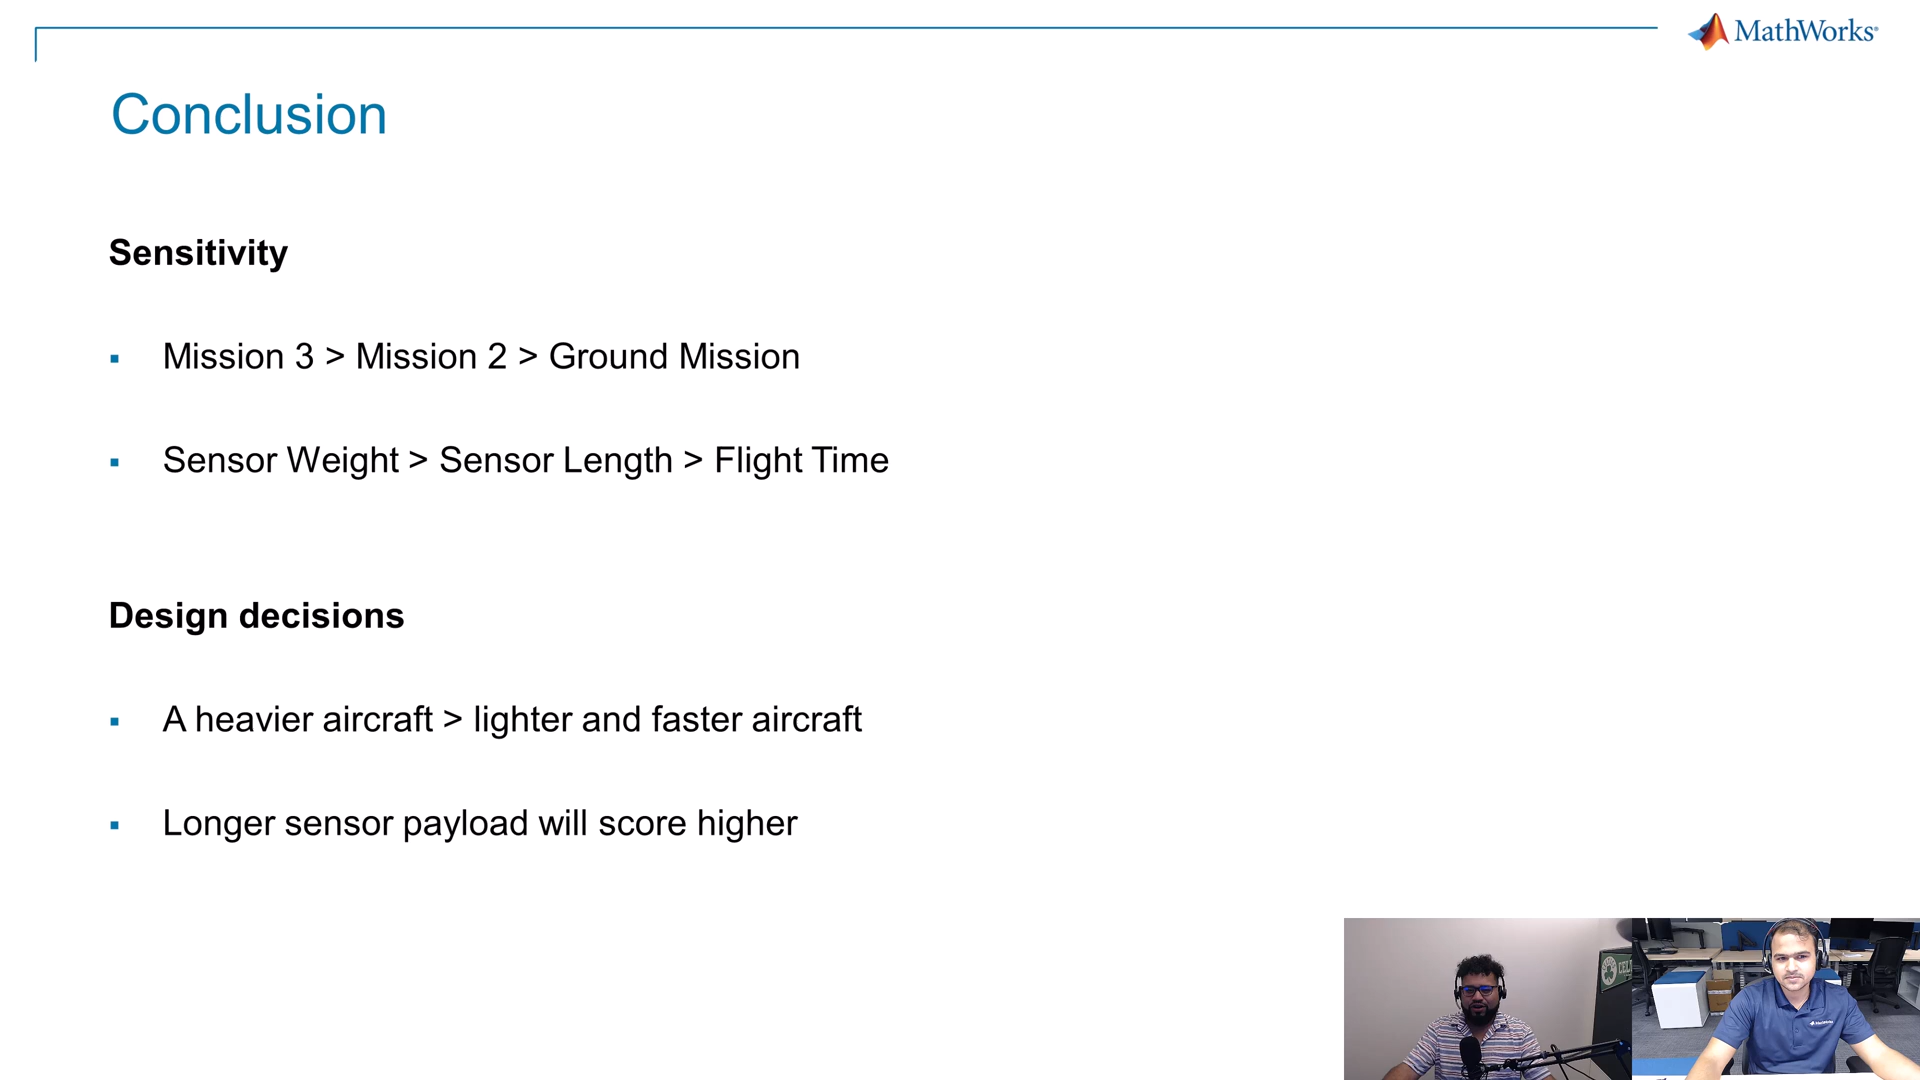 MathWorks®
Conclusion
Sensitivity
▪ Mission 3 > Mission 2 > Ground Mission
▪ Sensor Weight > Sensor Length > Flight Time
Design decisions
▪ A heavier aircraft > lighter and faster aircraft
▪ Longer sensor payload will score higher